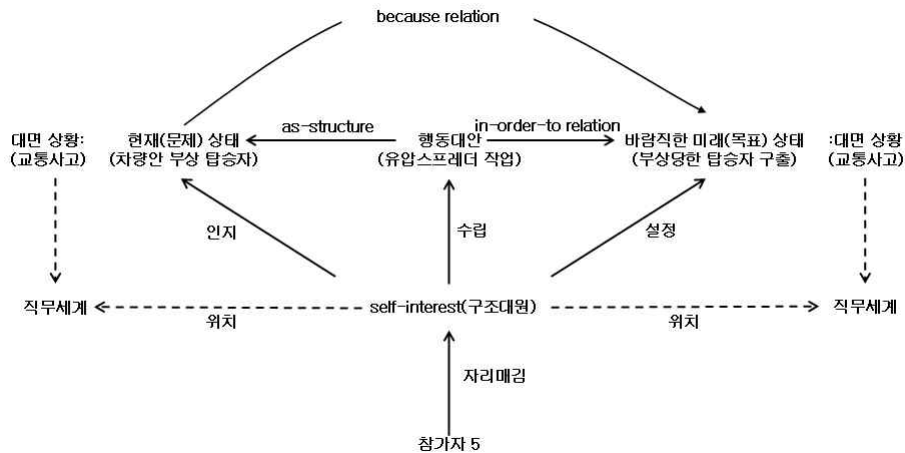 because relation
as-structure
in-order-to relation
대면 상황:
(교통사고)
현재(문제) 상태
(차량안 부상 탑승자)
행동대안
(유압스프레더 작업)
바람직한 미래(목표) 상태
(부상당한 탑승자 구출)
:대면 상황
(교통사고)
인지
수립
설정
직무세계
self-interest(구조대원)
직무세계
위치
위치
자리매김
참가자 5